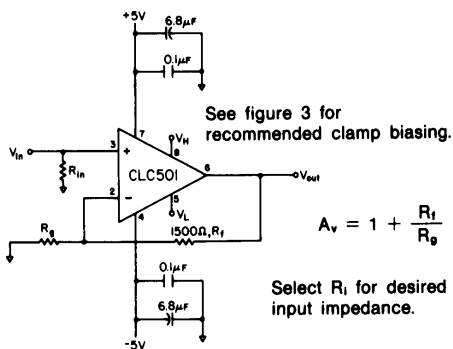 +5V
6.8µF
0.1µF
See figure 3 for
recommended clamp biasing.
7
VH
8
Vin
3
+
Rin
CLC501
6
Vout
2
−
5
VL
4
Rg
1500Ω, Rf
Av = 1 + Rf / Rg
0.1µF
Select Ri for desired
input impedance.
6.8µF
-5V